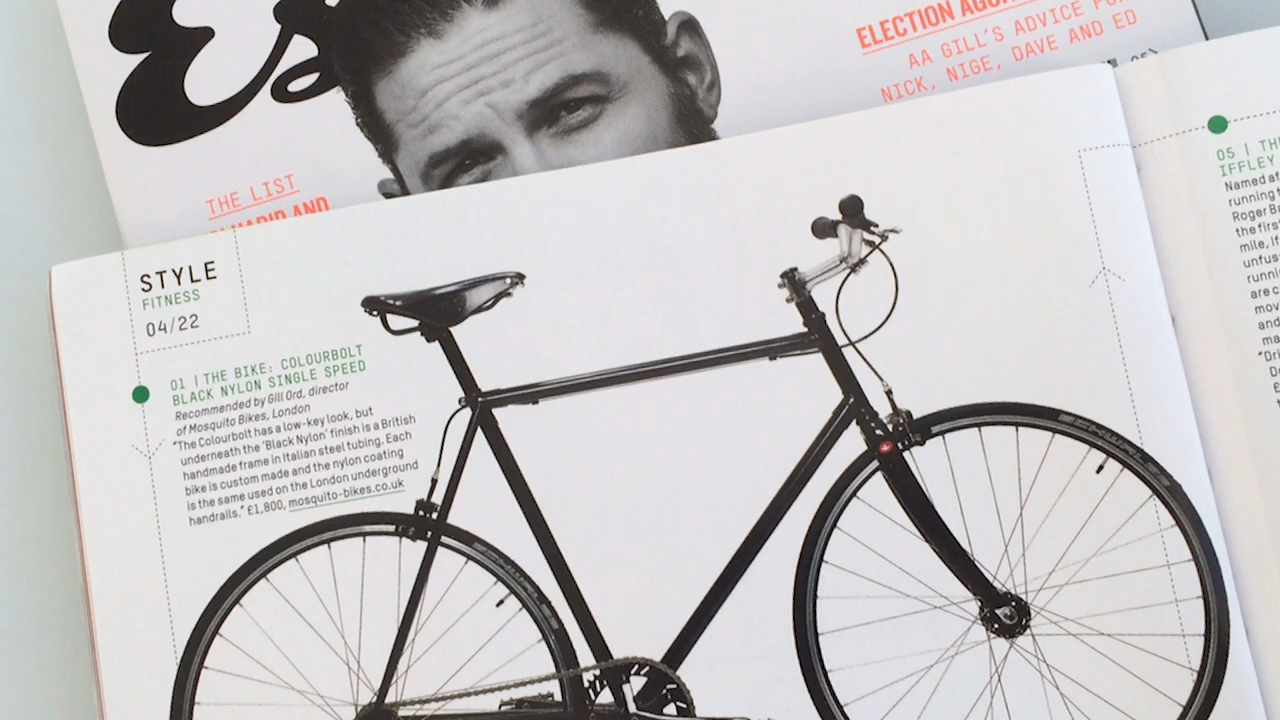 Es
ELECTION
AA GILL'S ADVICE
NICK, NIGE, DAVE AND ED
THE LIST
AND
STYLE
FITNESS
04/22
01 | THE BIKE: COLOURBOLT
BLACK NYLON SINGLE SPEED
Recommended by Gill Ord, director
of Mosquito Bikes, London
"The Colourbolt has a low-key look, but
underneath the 'Black Nylon' finish is a British
handmade frame in Italian steel tubing. Each
bike is custom made and the nylon coating
is the same used on the London underground
handrails." £1,800, mosquito-bikes.co.uk
SCHWALBE
05 | TH
IFFLEY
Named af
running t
Roger Ba
the firs
mile, if
unfus
runni
are c
mov
and
ma
"Dri